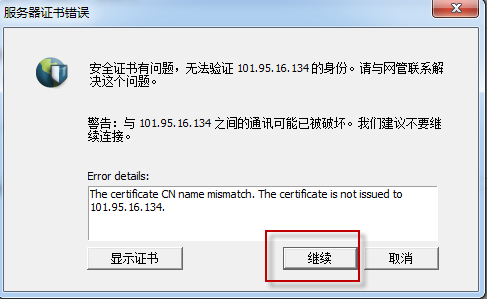 服务器证书错误
安全证书有问题，无法验证 101.95.16.134 的身份。请与网管联系解
决这个问题。
警告：与 101.95.16.134 之间的通讯可能已被破坏。我们建议不要继
续连接。
Error details:
The certificate CN name mismatch. The certificate is not issued to
101.95.16.134.
显示证书
继续
取消